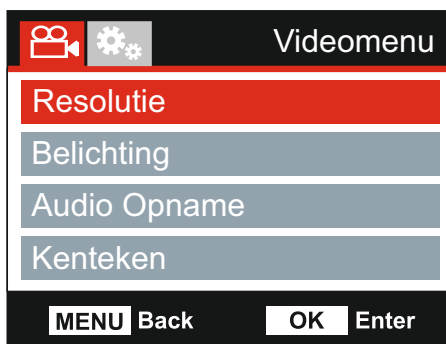 Videomenu
Resolutie
Belichting
Audio Opname
Kenteken
MENU Back OK Enter